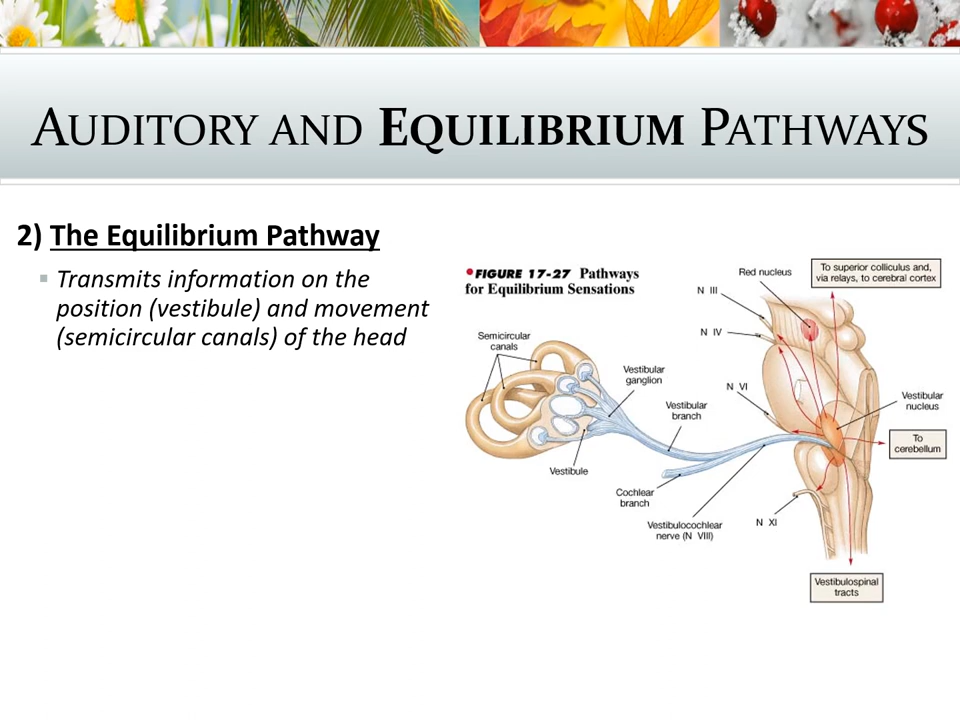 AUDITORY AND EQUILIBRIUM PATHWAYS
2) The Equilibrium Pathway
▪ Transmits information on the
position (vestibule) and movement
(semicircular canals) of the head
•FIGURE 17-27 Pathways
for Equilibrium Sensations
Red nucleus
To superior colliculus and,
via relays, to cerebral cortex
N III
N IV
Semicircular
canals
Vestibular
ganglion
N VI
Vestibular
branch
Vestibular
nucleus
To
cerebellum
Vestibule
Cochlear
branch
Vestibulocochlear
nerve (N VIII)
N XI
Vestibulospinal
tracts